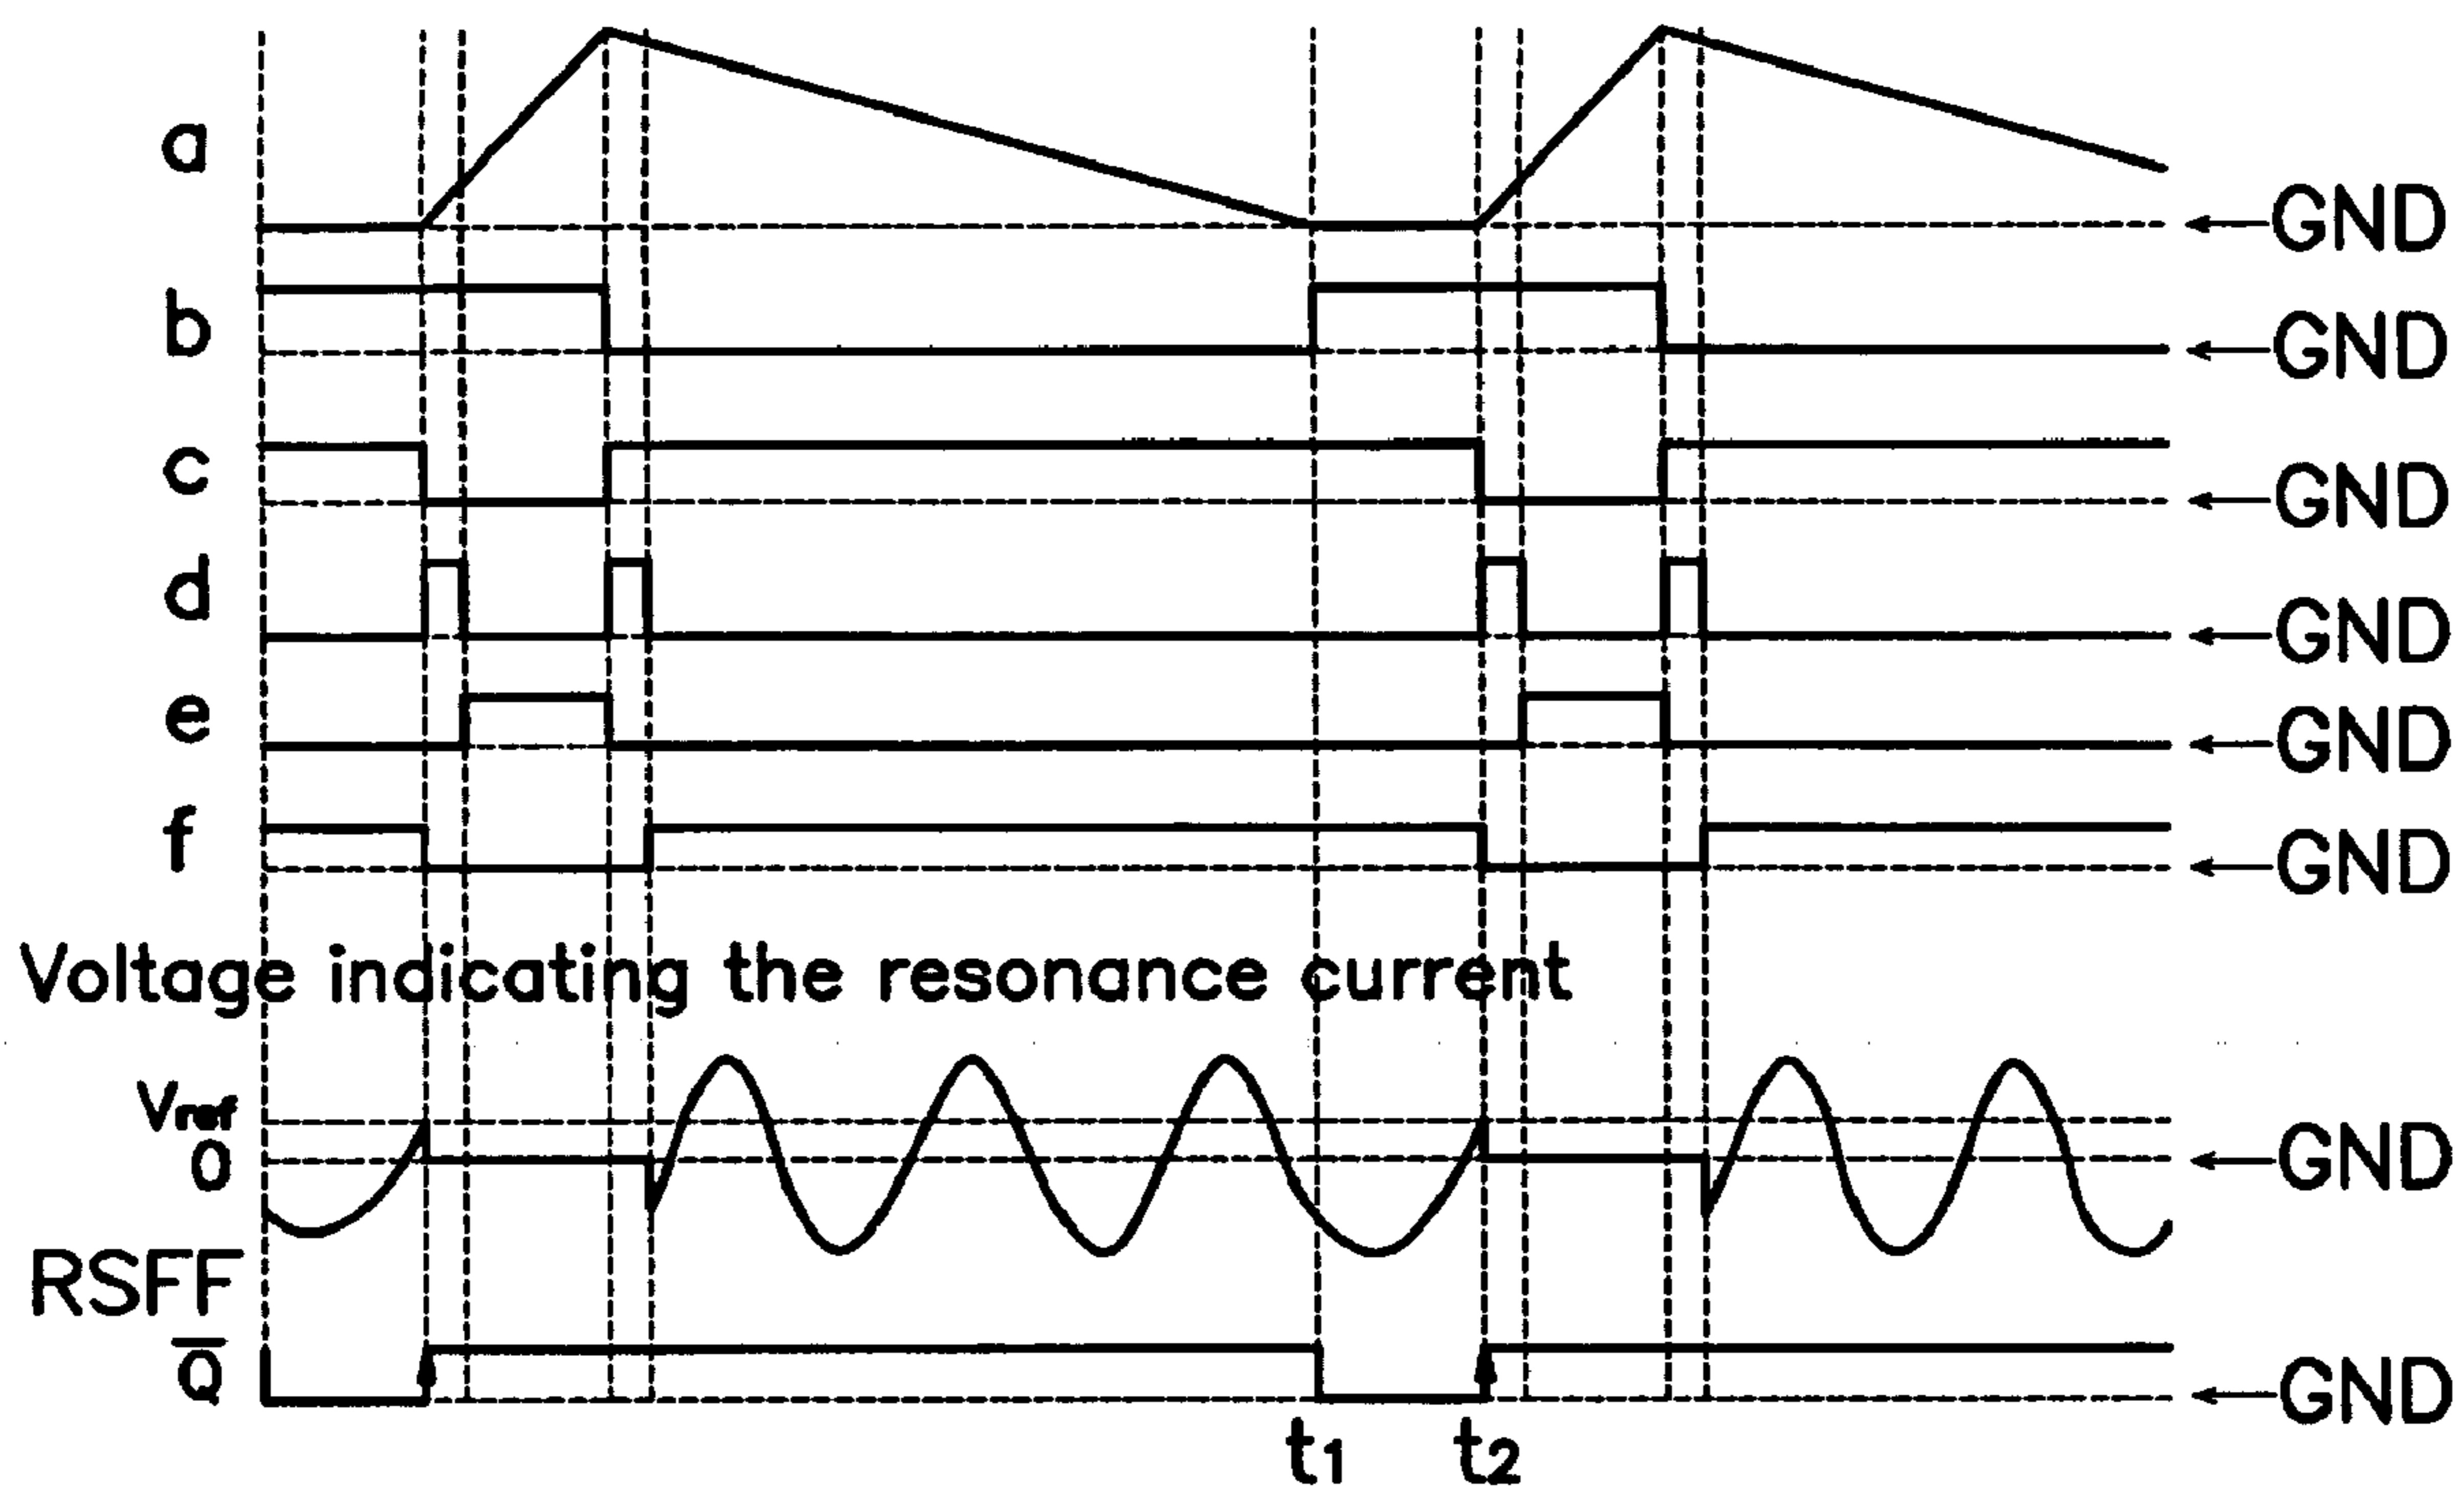 a
GND
b
GND
c
GND
d
GND
e
GND
f
GND
Voltage indicating the resonance current
Vref
0
GND
RSFF
Q̅
GND
t1
t2